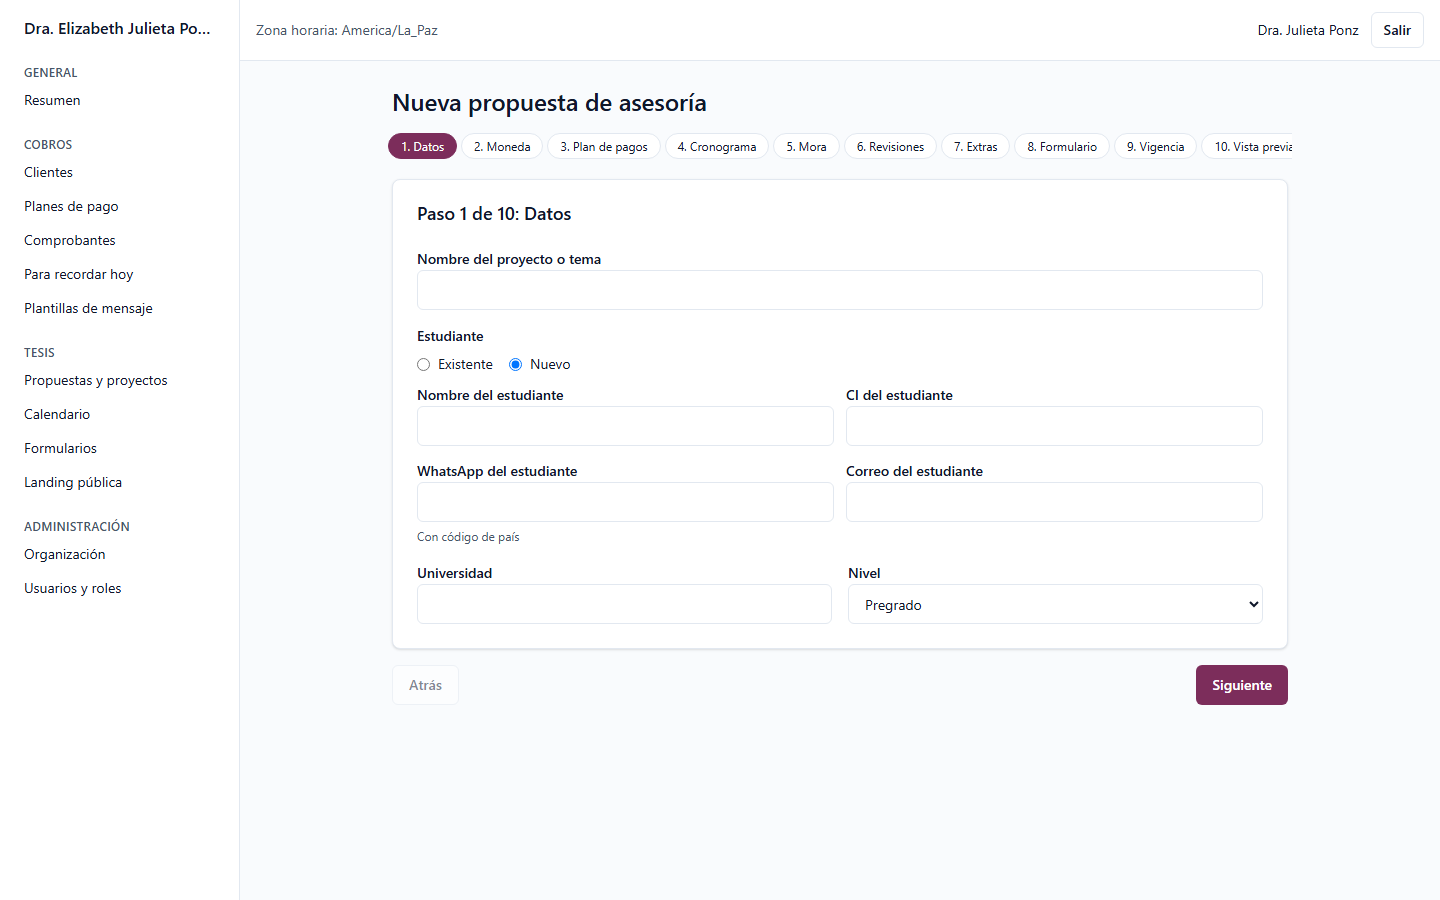 Dra. Elizabeth Julieta Po...
Zona horaria: America/La_Paz
Dra. Julieta Ponz
Salir
GENERAL
Resumen
COBROS
Clientes
Planes de pago
Comprobantes
Para recordar hoy
Plantillas de mensaje
TESIS
Propuestas y proyectos
Calendario
Formularios
Landing pública
ADMINISTRACIÓN
Organización
Usuarios y roles
Nueva propuesta de asesoría
1. Datos
2. Moneda
3. Plan de pagos
4. Cronograma
5. Mora
6. Revisiones
7. Extras
8. Formulario
9. Vigencia
10. Vista previa
Paso 1 de 10: Datos
Nombre del proyecto o tema
Estudiante
Existente
Nuevo
Nombre del estudiante
CI del estudiante
WhatsApp del estudiante
Correo del estudiante
Con código de país
Universidad
Nivel
Pregrado
Atrás
Siguiente